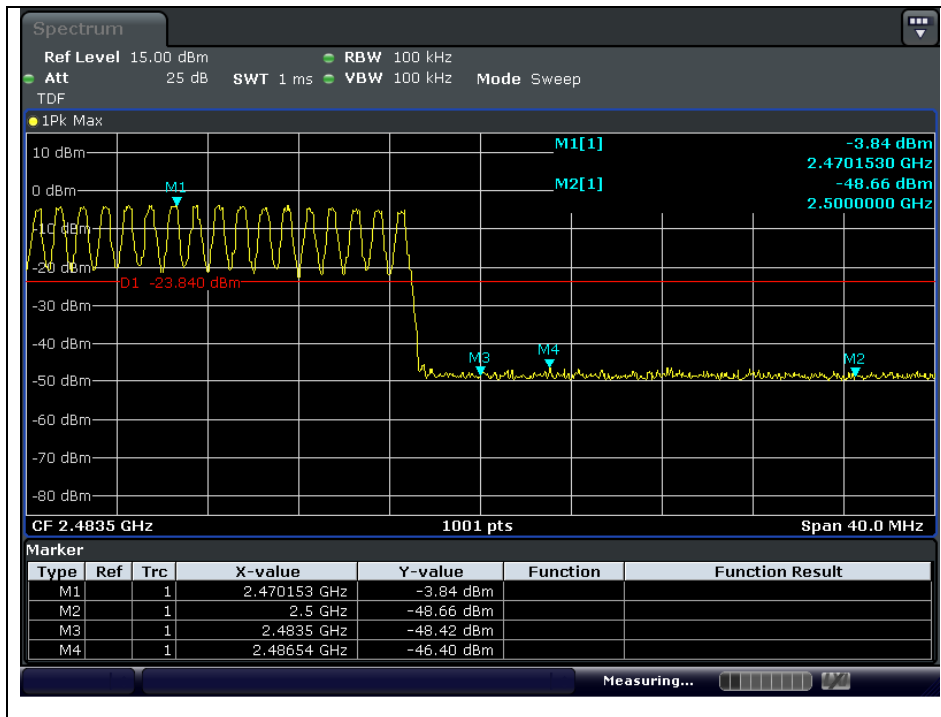 Spectrum
Ref Level 15.00 dBm RBW 100 kHz
Att 25 dB SWT 1 ms VBW 100 kHz Mode Sweep
TDF
1Pk Max
M1[1] -3.84 dBm
2.4701530 GHz
M2[1] -48.66 dBm
2.5000000 GHz
10 dBm
0 dBm
M1
-10 dBm
-20 dBm
D1 -23.840 dBm
-30 dBm
-40 dBm
M3
M4
M2
-50 dBm
-60 dBm
-70 dBm
-80 dBm
CF 2.4835 GHz 1001 pts Span 40.0 MHz
Marker
Type Ref Trc X-value Y-value Function Function Result
M1 1 2.470153 GHz -3.84 dBm
M2 1 2.5 GHz -48.66 dBm
M3 1 2.4835 GHz -48.42 dBm
M4 1 2.48654 GHz -46.40 dBm
Measuring...